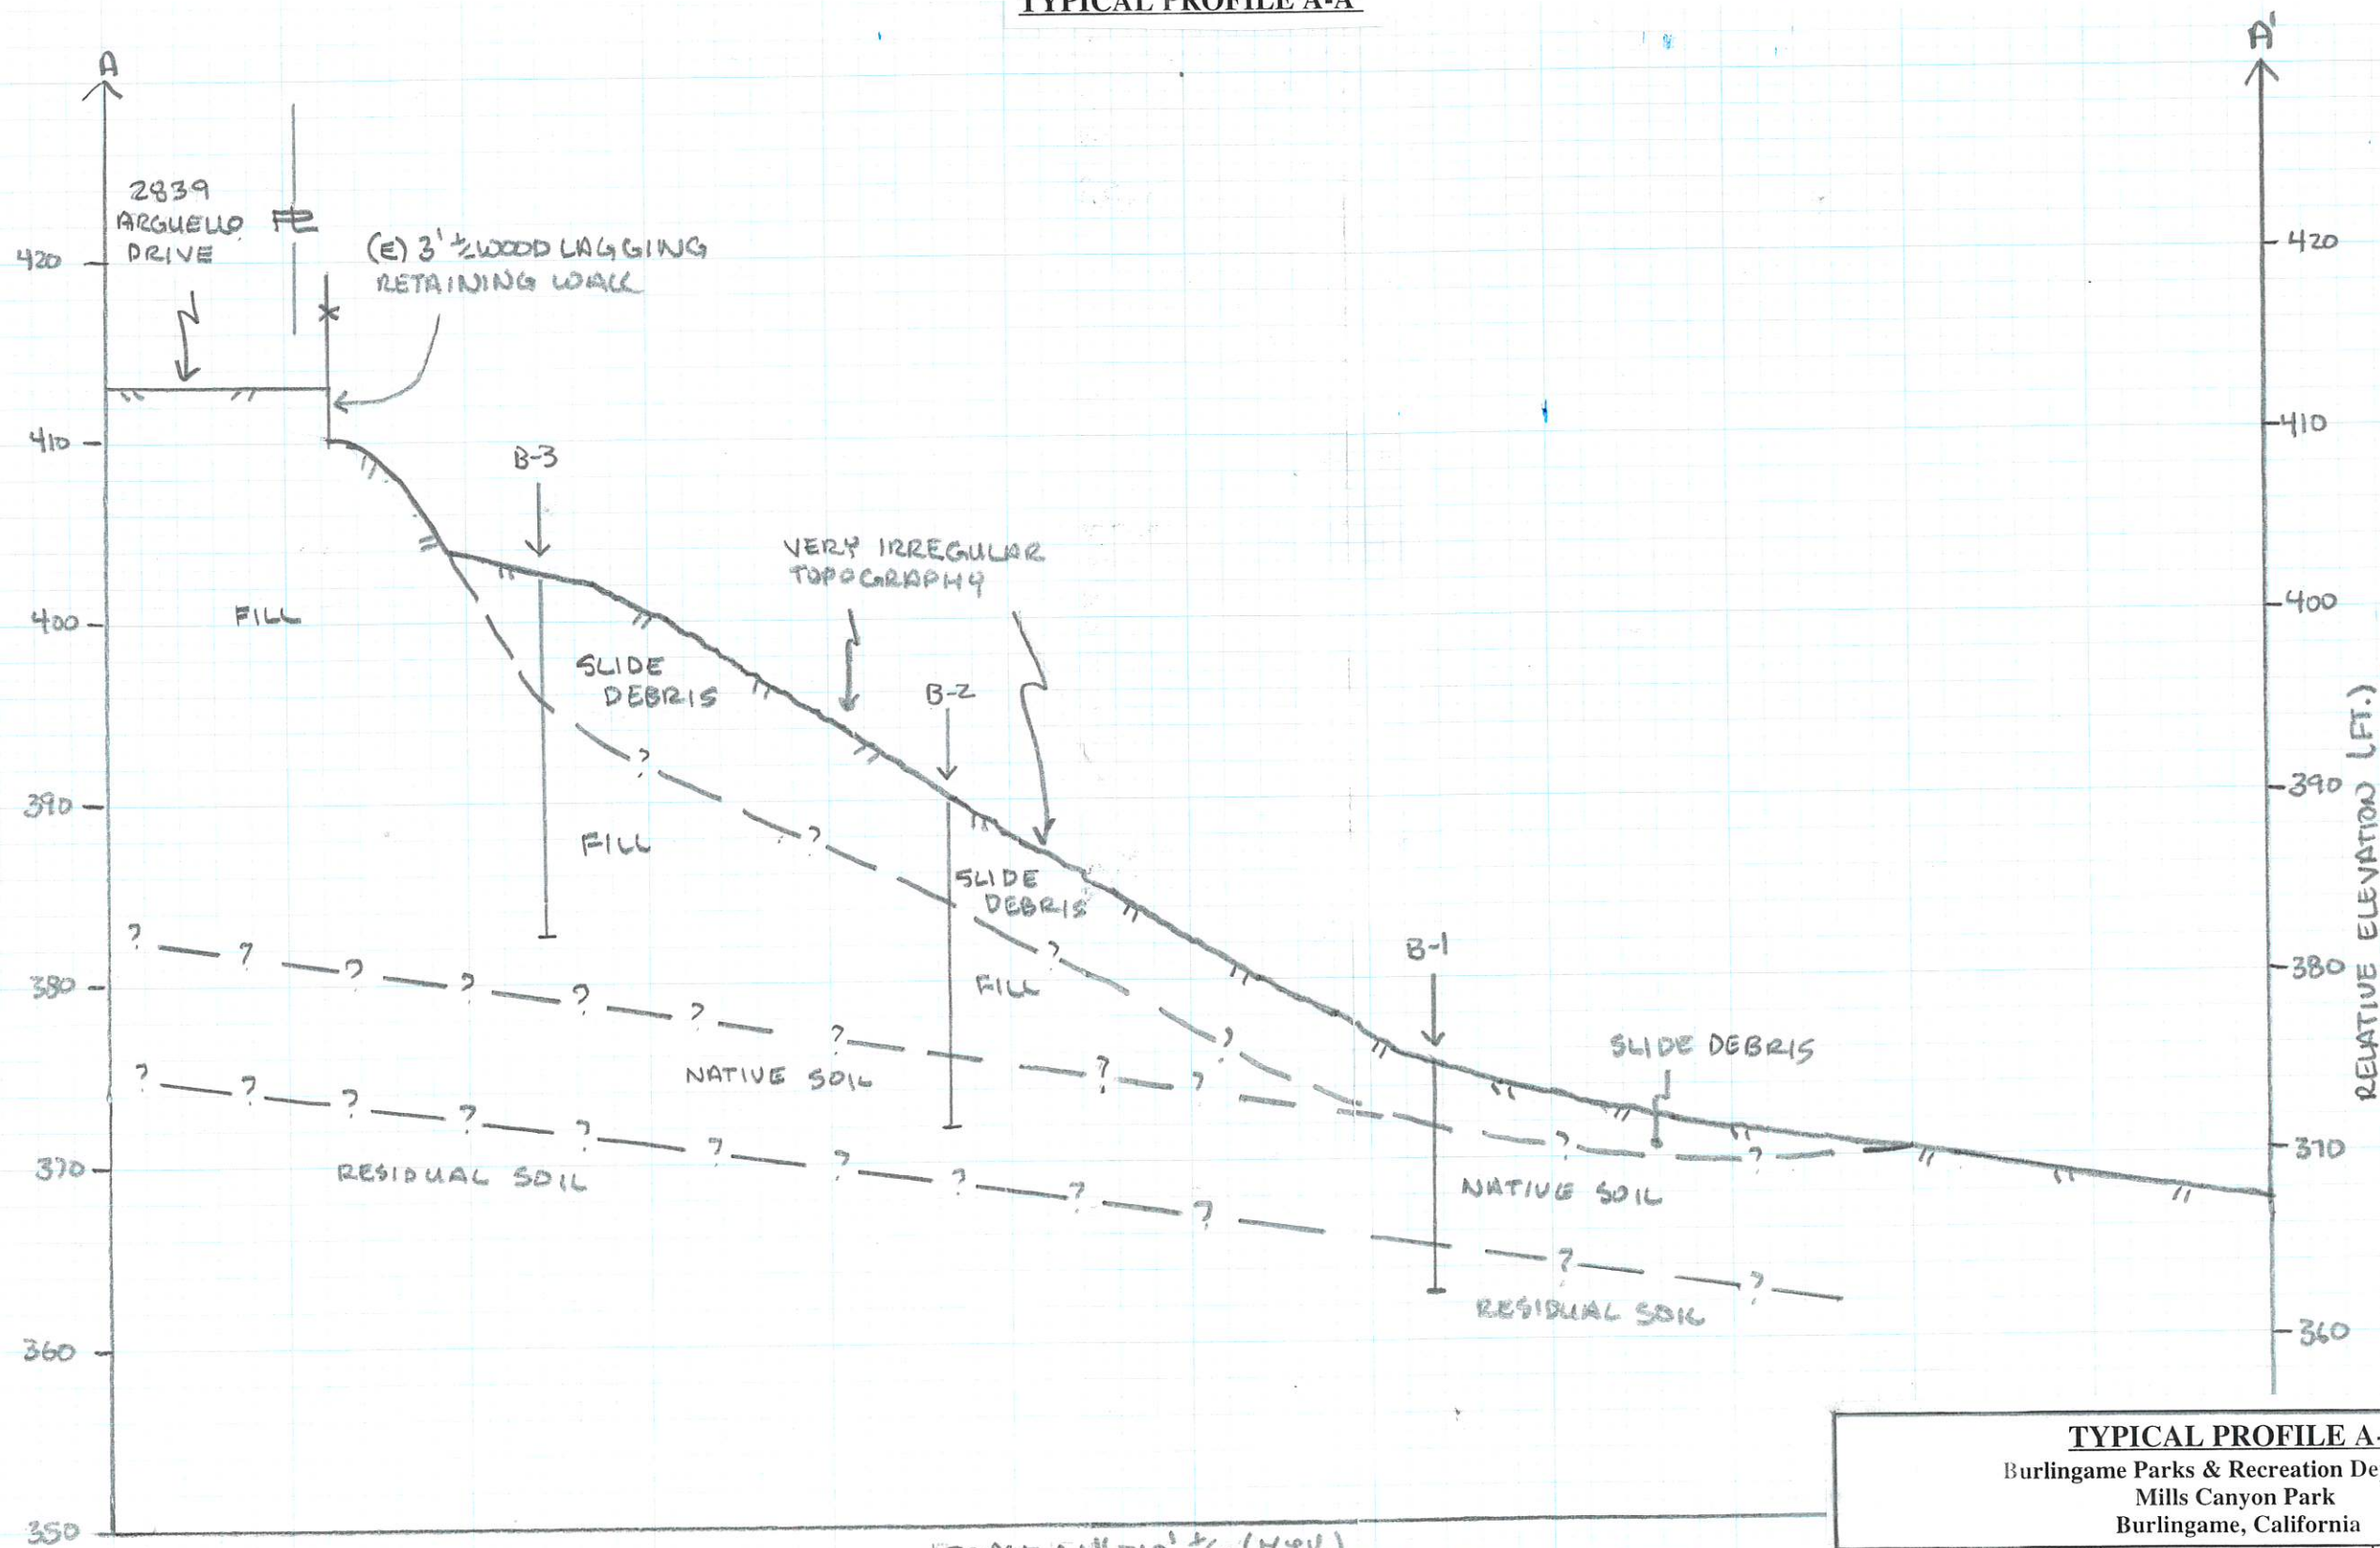 TYPICAL PROFILE A-A'
A
A'
2839
ARGUELLO
DRIVE
(E) 3' ± WOOD LAGGING
RETAINING WALL
420
410
400
390
380
370
360
350
420
410
400
390
380
370
360
RELATIVE ELEVATION (FT.)
B-3
VERY IRREGULAR
TOPOGRAPHY
FILL
SLIDE
DEBRIS
B-2
FILL
SLIDE
DEBRIS
FILL
B-1
SLIDE DEBRIS
NATIVE SOIL
NATIVE SOIL
RESIDUAL SOIL
RESIDUAL SOIL
? ? ? ? ? ? ? ? ?
? ? ? ? ? ? ? ? ? ? ? ?
? ? ? ? ? ?
TYPICAL PROFILE A-
Burlingame Parks & Recreation De
Mills Canyon Park
Burlingame, California